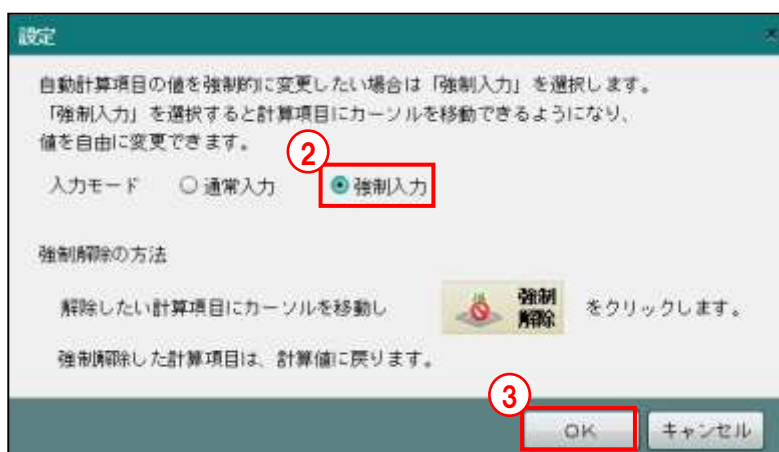 設定
自動計算項目の値を強制的に変更したい場合は「強制入力」を選択します。
「強制入力」を選択すると計算項目にカーソルを移動できるようになり、
値を自由に変更できます。
②
入力モード 通常入力 強制入力
強制解除の方法
解除したい計算項目にカーソルを移動し 強制解除 をクリックします。
強制解除した計算項目は、計算値に戻ります。
③
OK キャンセル